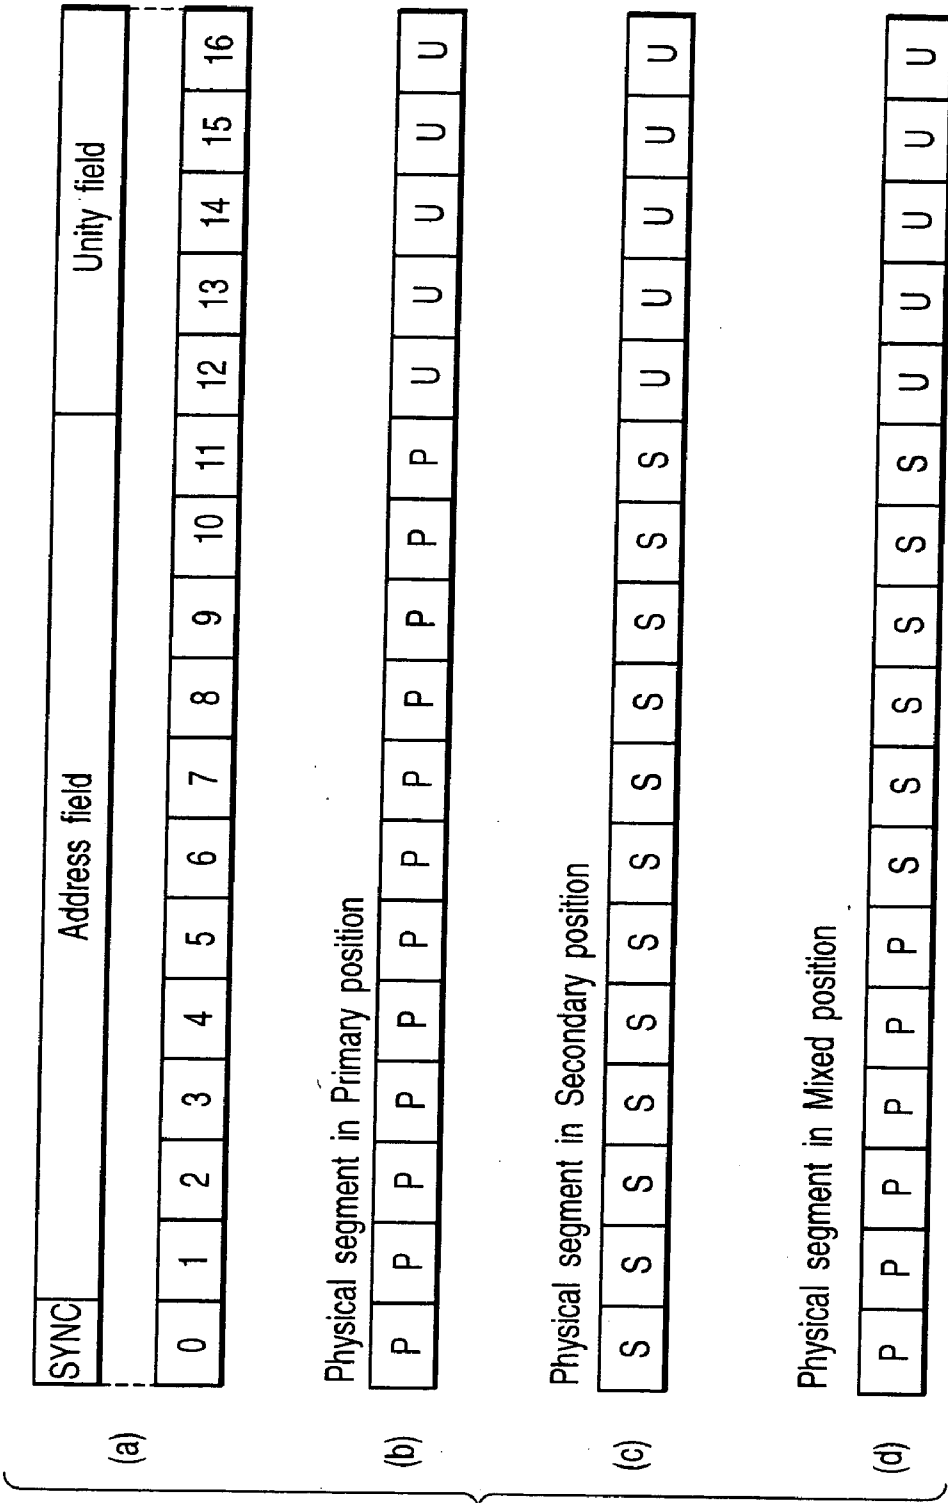 SYNC Address field Unity field
(a)
0 1 2 3 4 5 6 7 8 9 10 11 12 13 14 15 16
Physical segment in Primary position
(b) P P P P P P P P P P P P U U U U U
Physical segment in Secondary position
(c) S S S S S S S S S S S S U U U U U
Physical segment in Mixed position
(d) P P P P P P S S S S S S U U U U U